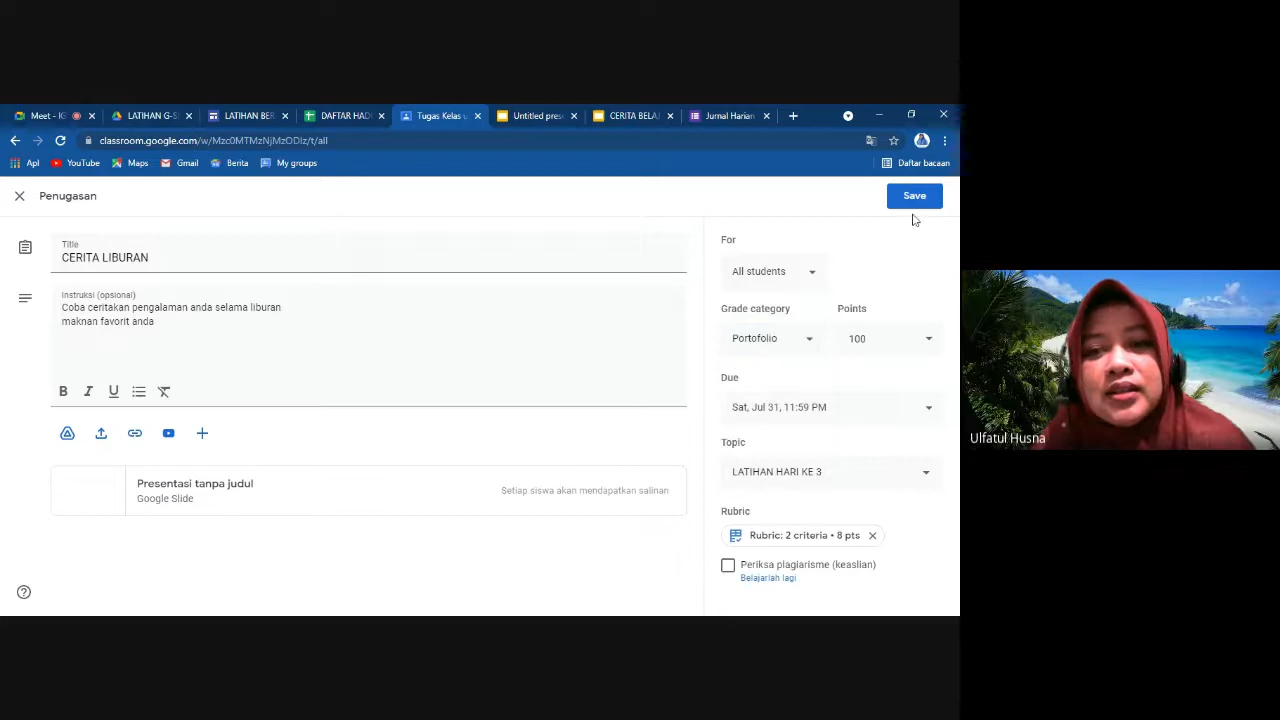 Meet - IG
LATIHAN G-S
LATIHAN BER
DAFTAR HAD
Tugas Kelas u
Untitled pres
CERITA BELA
Jurnal Harian
classroom.google.com/w/Mzc0MTMzNjMzODIz/t/all
Apl
YouTube
Maps
Gmail
Berita
My groups
Daftar bacaan
Penugasan
Save
Title
CERITA LIBURAN
Instruksi (opsional)
Coba ceritakan pengalaman anda selama liburan
maknan favorit anda
B I U
Presentasi tanpa judul
Google Slide
Setiap siswa akan mendapatkan salinan
For
All students
Grade category
Points
Portofolio
100
Due
Sat, Jul 31, 11:59 PM
Topic
LATIHAN HARI KE 3
Rubric
Rubric: 2 criteria • 8 pts
Periksa plagiarisme (keaslian)
Belajarlah lagi
Ulfatul Husna